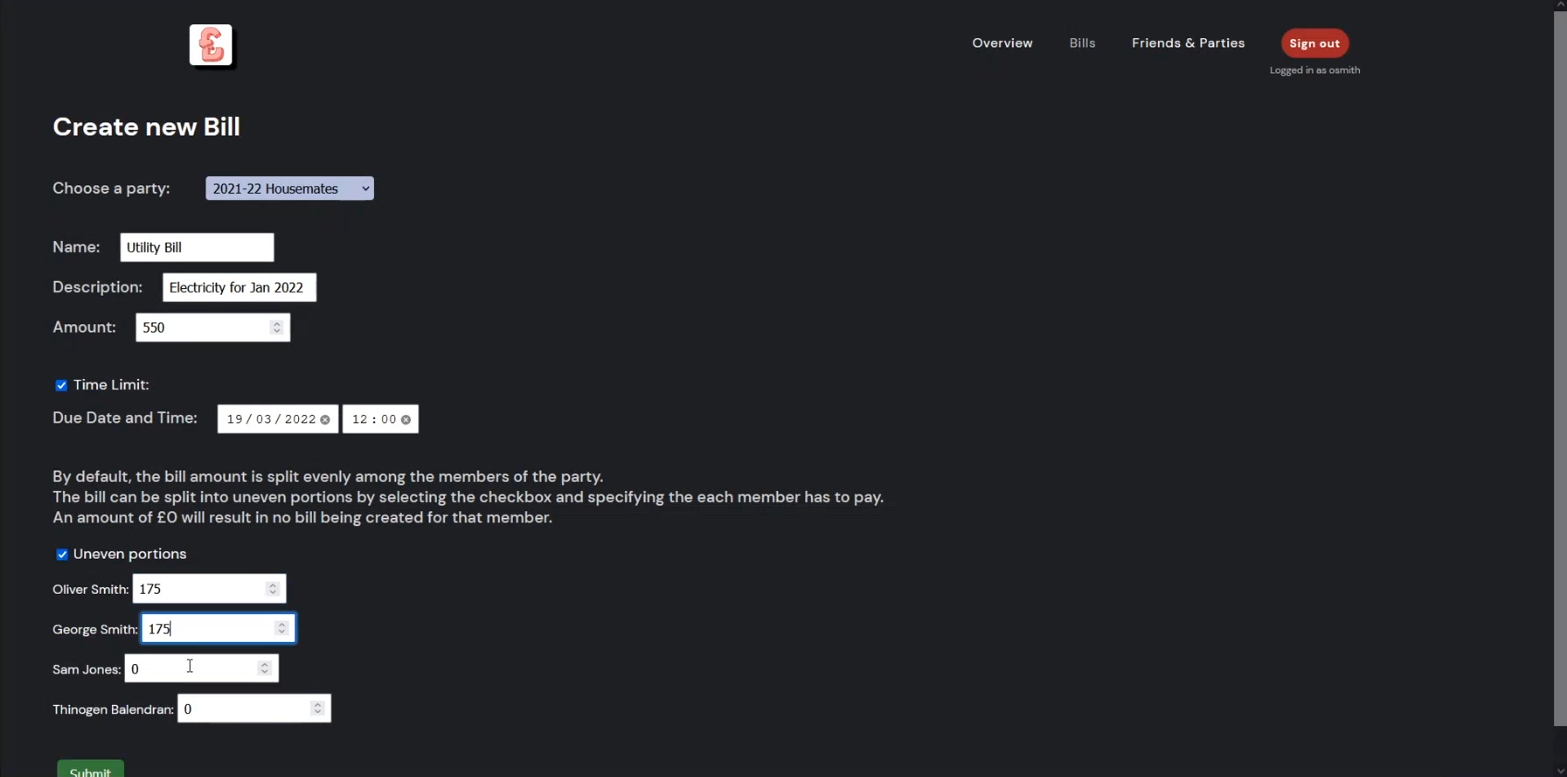 £
Overview Bills Friends & Parties Sign out
Logged in as osmith
Create new Bill
Choose a party: 2021-22 Housemates
Name: Utility Bill
Description: Electricity for Jan 2022
Amount: 550
Time Limit:
Due Date and Time: 19/03/2022 12:00
By default, the bill amount is split evenly among the members of the party.
The bill can be split into uneven portions by selecting the checkbox and specifying the each member has to pay.
An amount of £0 will result in no bill being created for that member.
Uneven portions
Oliver Smith: 175
George Smith: 175
Sam Jones: 0
Thinogen Balendran: 0
Submit